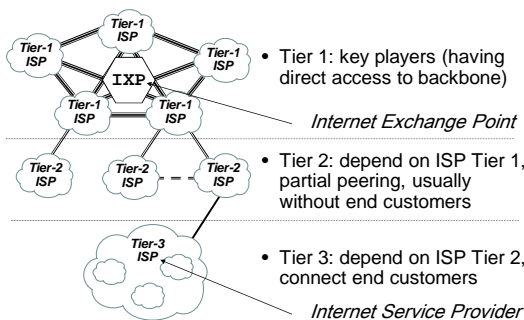 Tier-1
ISP
Tier-1
ISP
Tier-1
ISP
IXP
Tier-1
ISP
Tier-1
ISP
• Tier 1: key players (having
direct access to backbone)
Internet Exchange Point
Tier-2
ISP
Tier-2
ISP
Tier-2
ISP
• Tier 2: depend on ISP Tier 1,
partial peering, usually
without end customers
Tier-3
ISP
• Tier 3: depend on ISP Tier 2,
connect end customers
Internet Service Provider